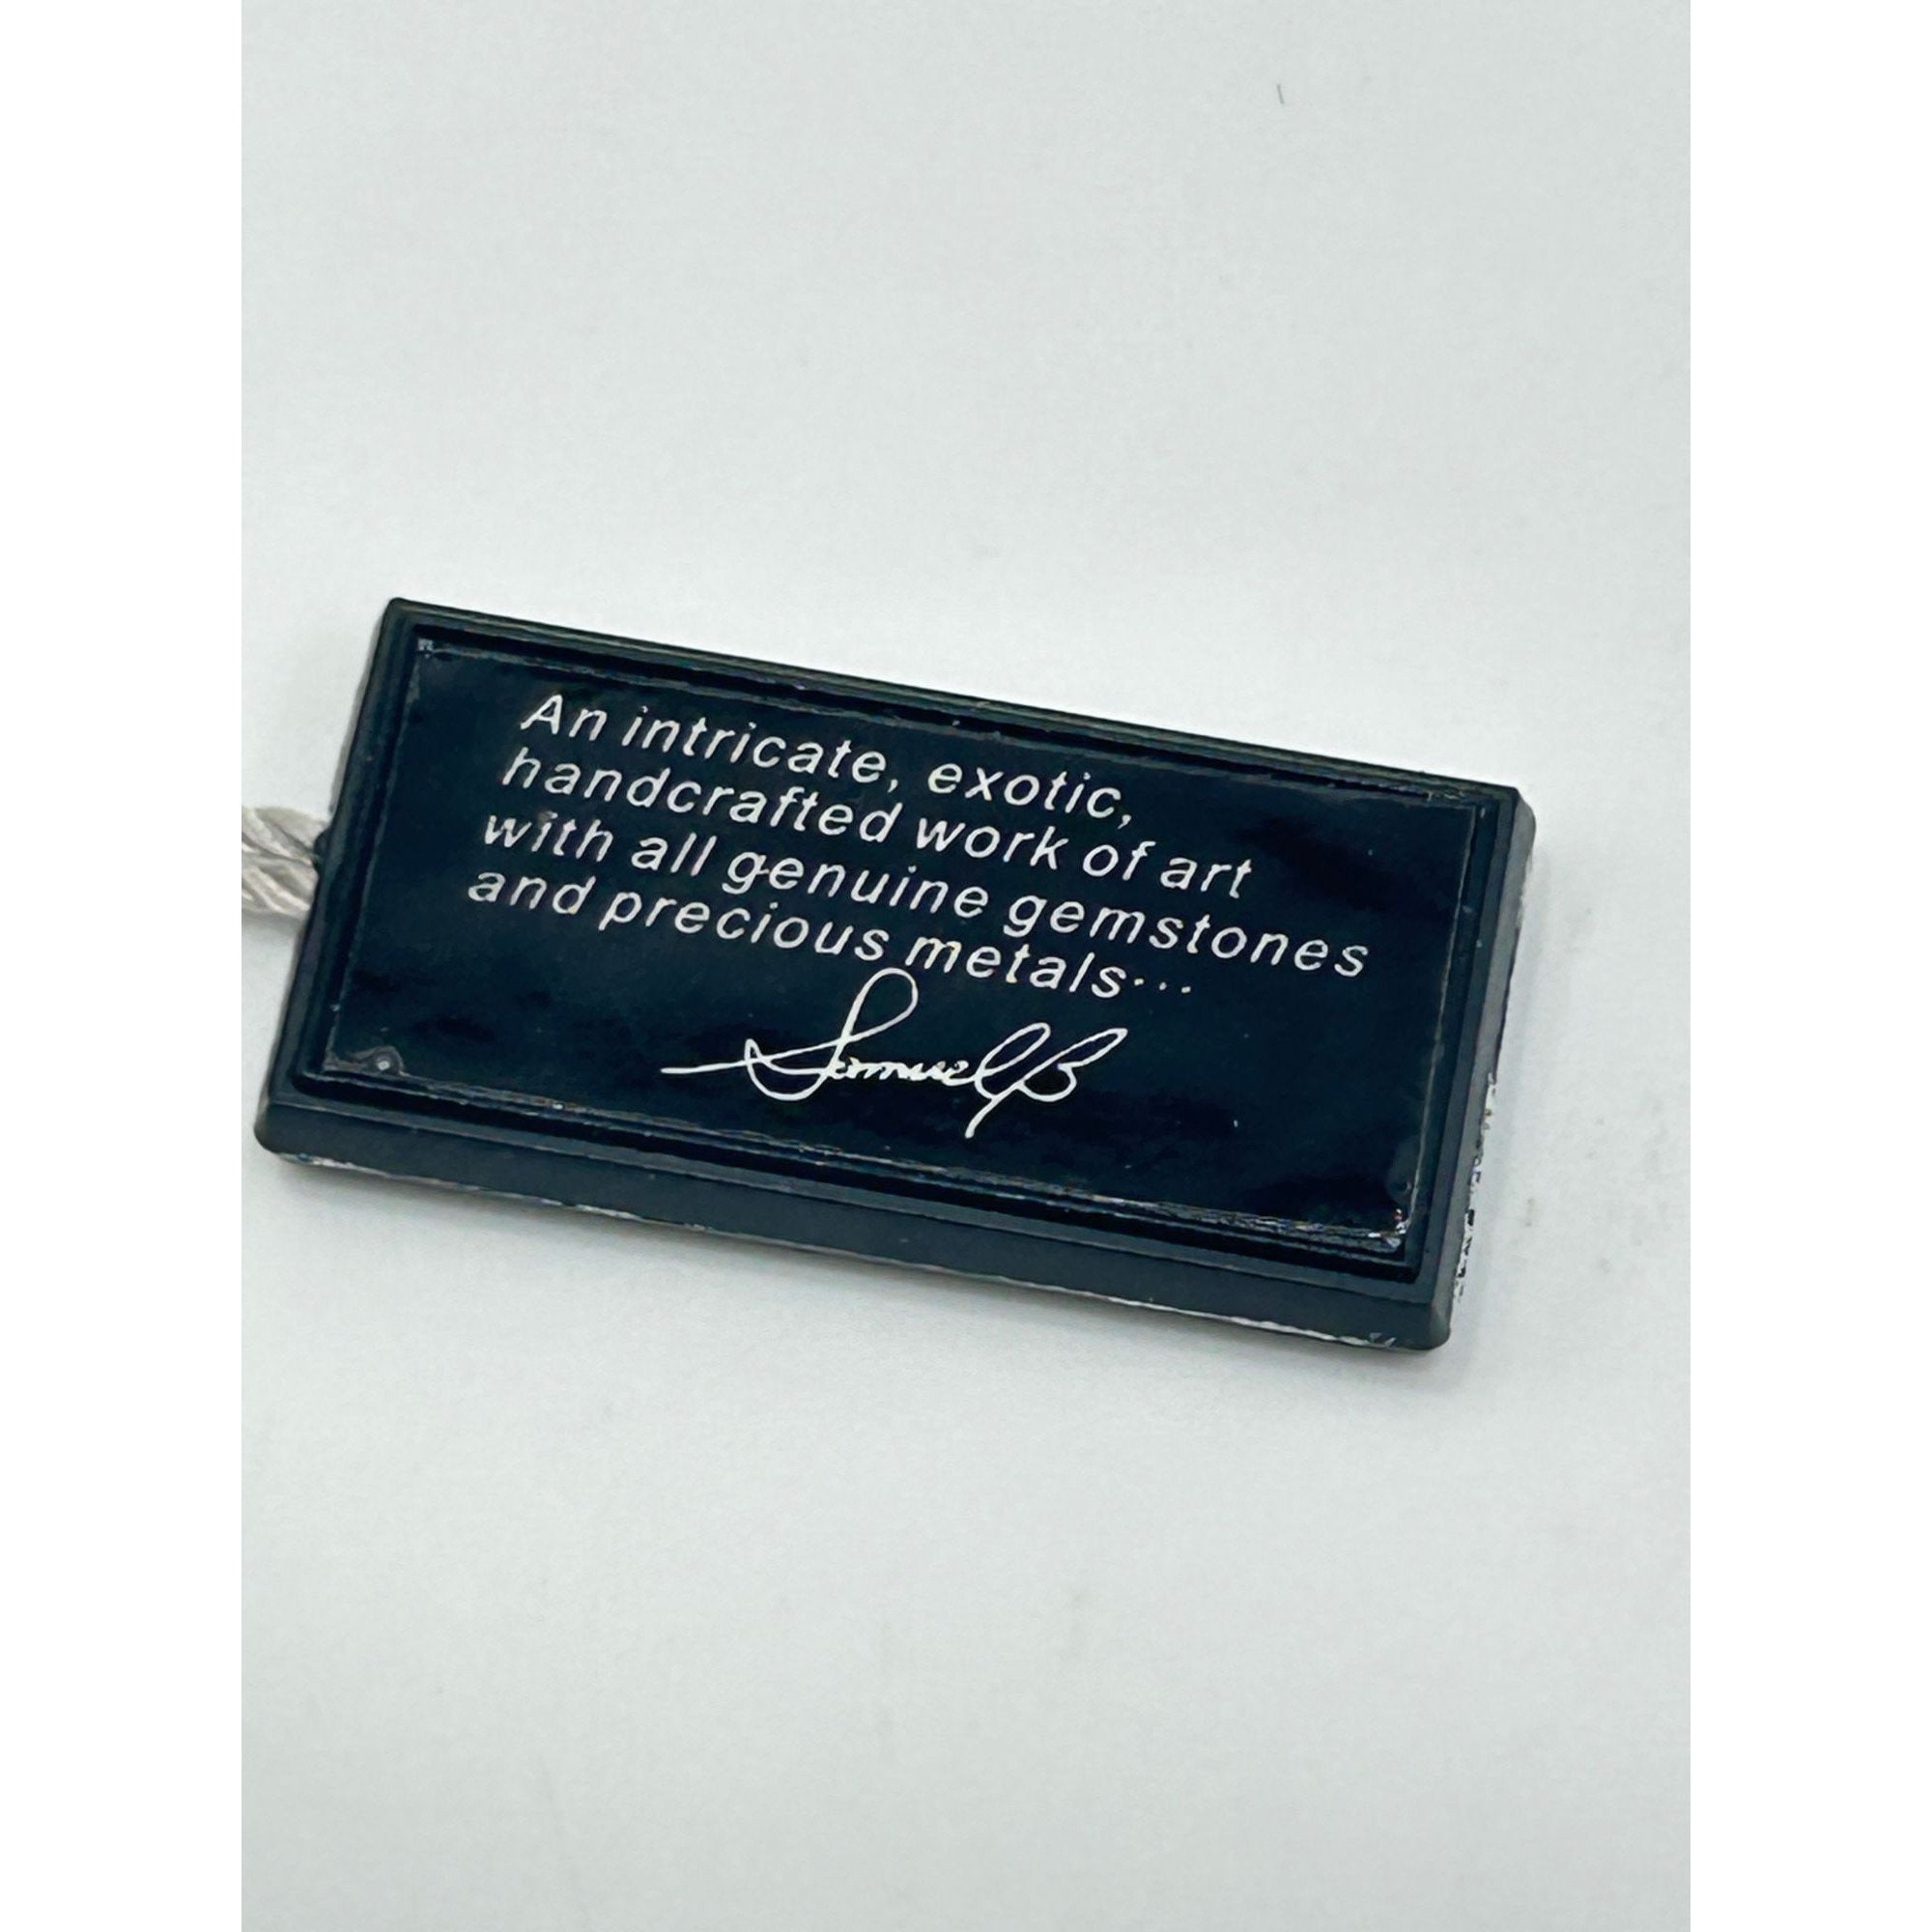 An intricate, exotic,
handcrafted work of art
with all genuine gemstones
and precious metals···
Samuel B